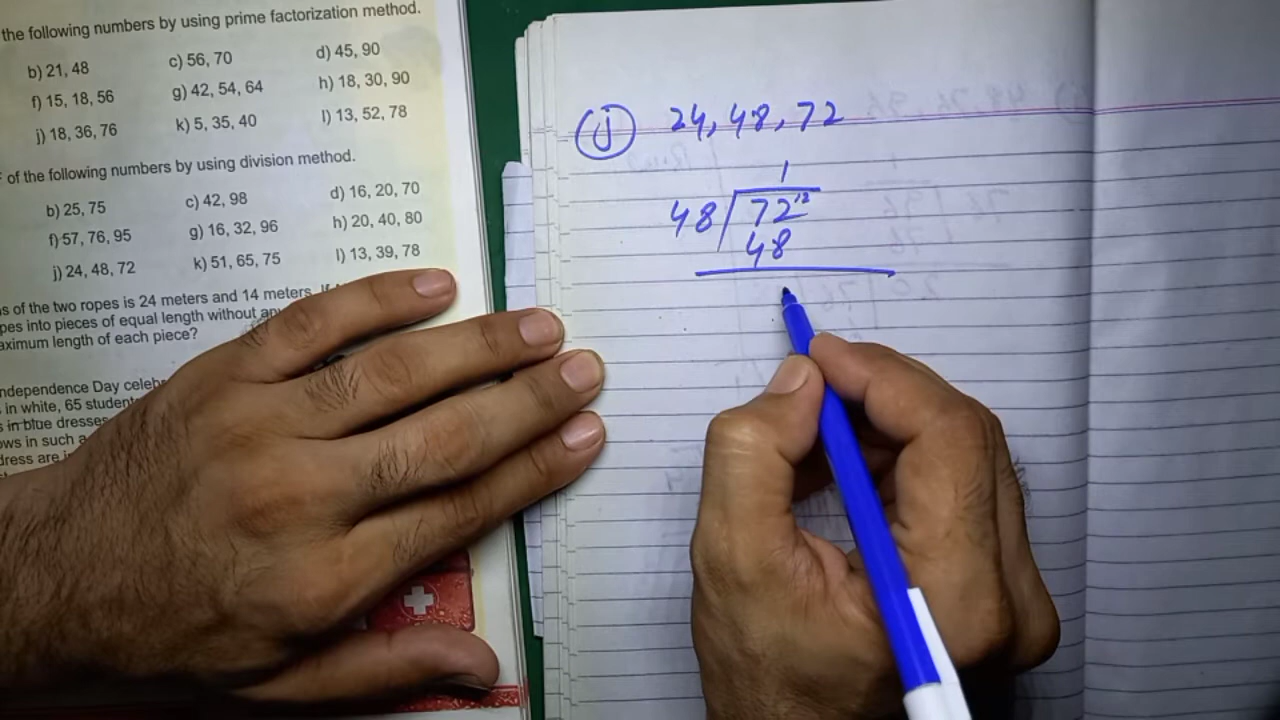 the following numbers by using prime factorization method.
b) 21, 48 c) 56, 70 d) 45, 90
f) 15, 18, 56 g) 42, 54, 64 h) 18, 30, 90
j) 18, 36, 76 k) 5, 35, 40 l) 13, 52, 78
of the following numbers by using division method.
b) 25, 75 c) 42, 98 d) 16, 20, 70
f) 57, 76, 95 g) 16, 32, 96 h) 20, 40, 80
j) 24, 48, 72 k) 51, 65, 75 l) 13, 39, 78
of the two ropes is 24 meters and 14 meters.
into pieces of equal length without
length of each piece?
Day
in white, 65
in blue dresses
in such a
are
j 24, 48, 72
1
48 72 12
48